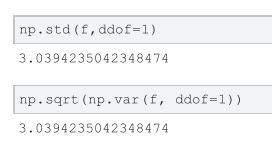 np.std(f,ddof=1)
3.0394235042348474
np.sqrt(np.var(f, ddof=1))
3.0394235042348474